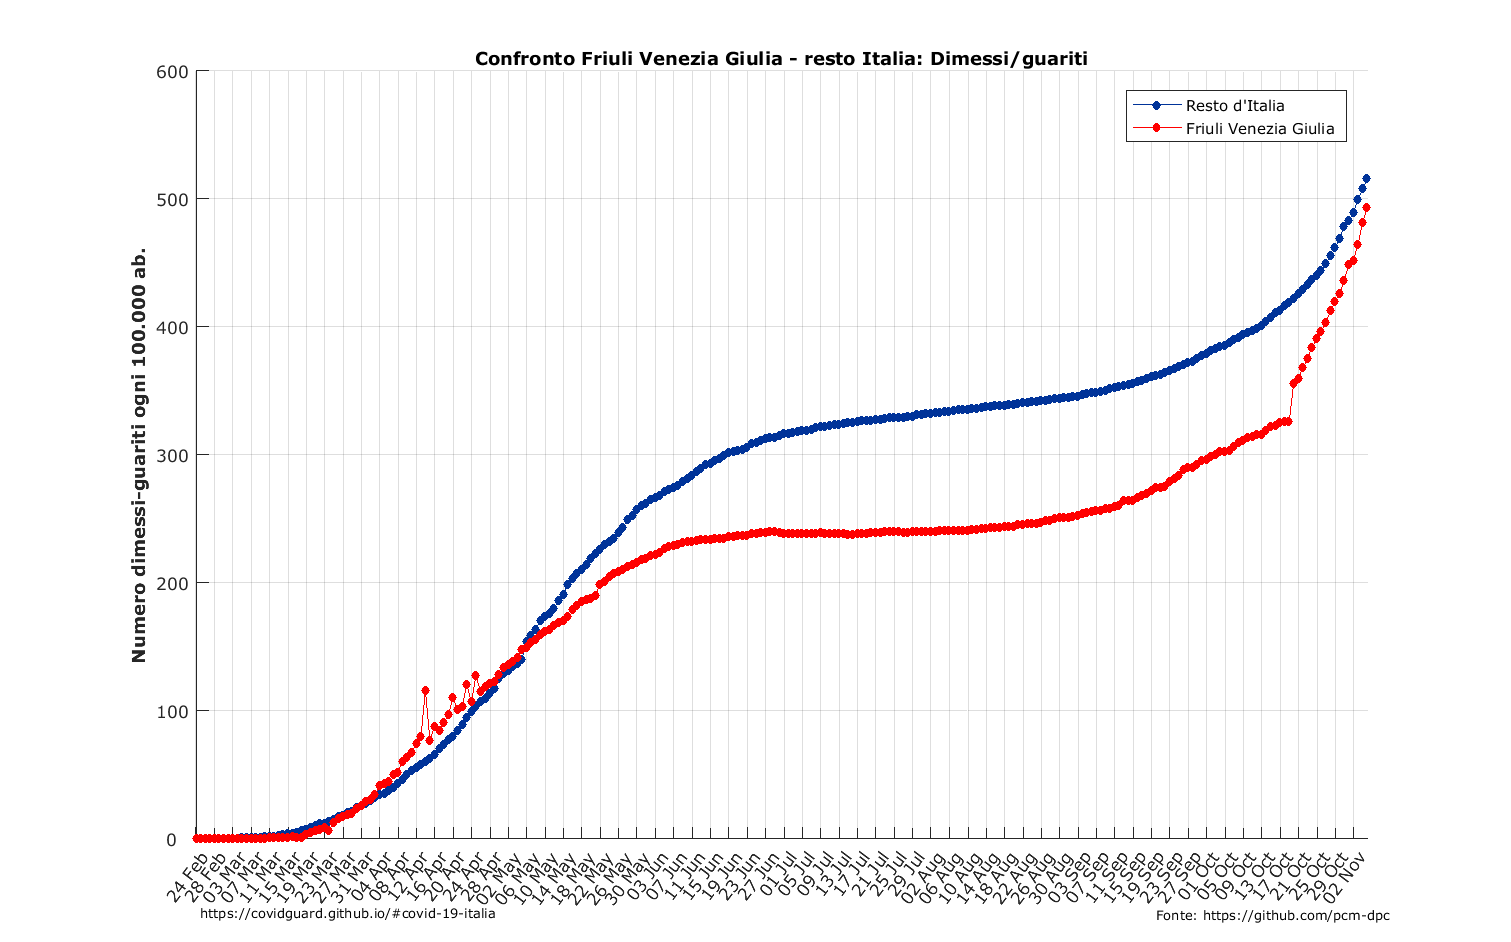 Confronto Friuli Venezia Giulia - resto Italia: Dimessi/guariti
Resto d'Italia
Friuli Venezia Giulia
Numero dimessi-guariti ogni 100.000 ab.
600
500
400
300
200
100
0
24 Feb
28 Feb
03 Mar
07 Mar
11 Mar
15 Mar
19 Mar
23 Mar
27 Mar
31 Mar
04 Apr
08 Apr
12 Apr
16 Apr
20 Apr
24 Apr
28 Apr
02 May
06 May
10 May
14 May
18 May
22 May
26 May
30 May
03 Jun
07 Jun
11 Jun
15 Jun
19 Jun
23 Jun
27 Jun
01 Jul
05 Jul
09 Jul
13 Jul
17 Jul
21 Jul
25 Jul
29 Jul
02 Aug
06 Aug
10 Aug
14 Aug
18 Aug
22 Aug
26 Aug
30 Aug
03 Sep
07 Sep
11 Sep
15 Sep
19 Sep
23 Sep
27 Sep
01 Oct
05 Oct
09 Oct
13 Oct
17 Oct
21 Oct
25 Oct
29 Oct
02 Nov
https://covidguard.github.io/#covid-19-italia
Fonte: https://github.com/pcm-dpc